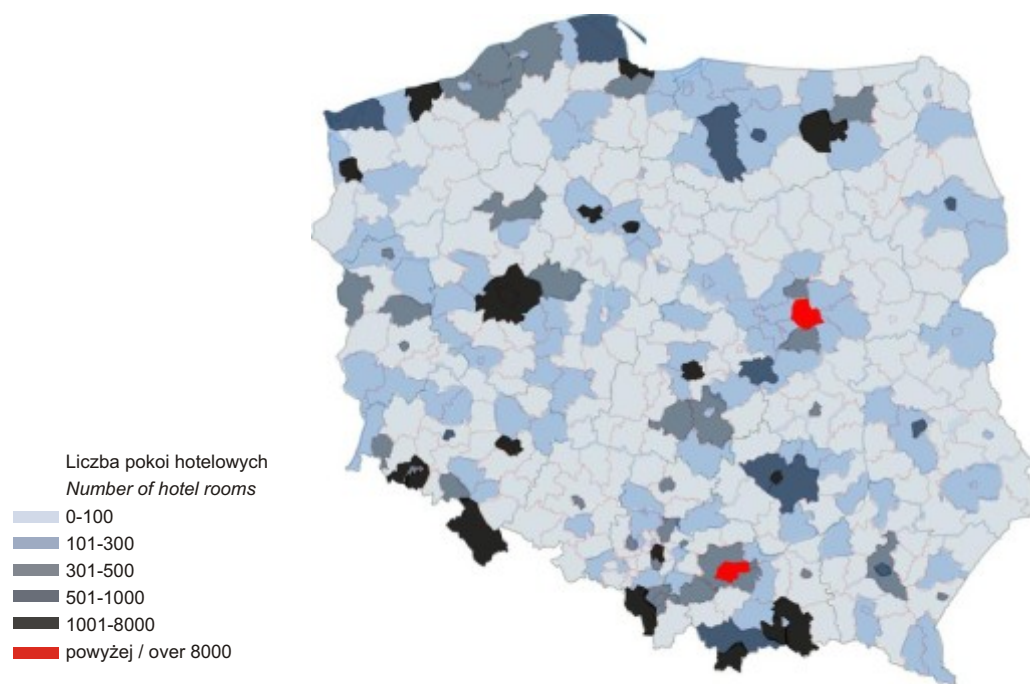 Liczba pokoi hotelowych
Number of hotel rooms
0-100
101-300
301-500
501-1000
1001-8000
powyżej / over 8000